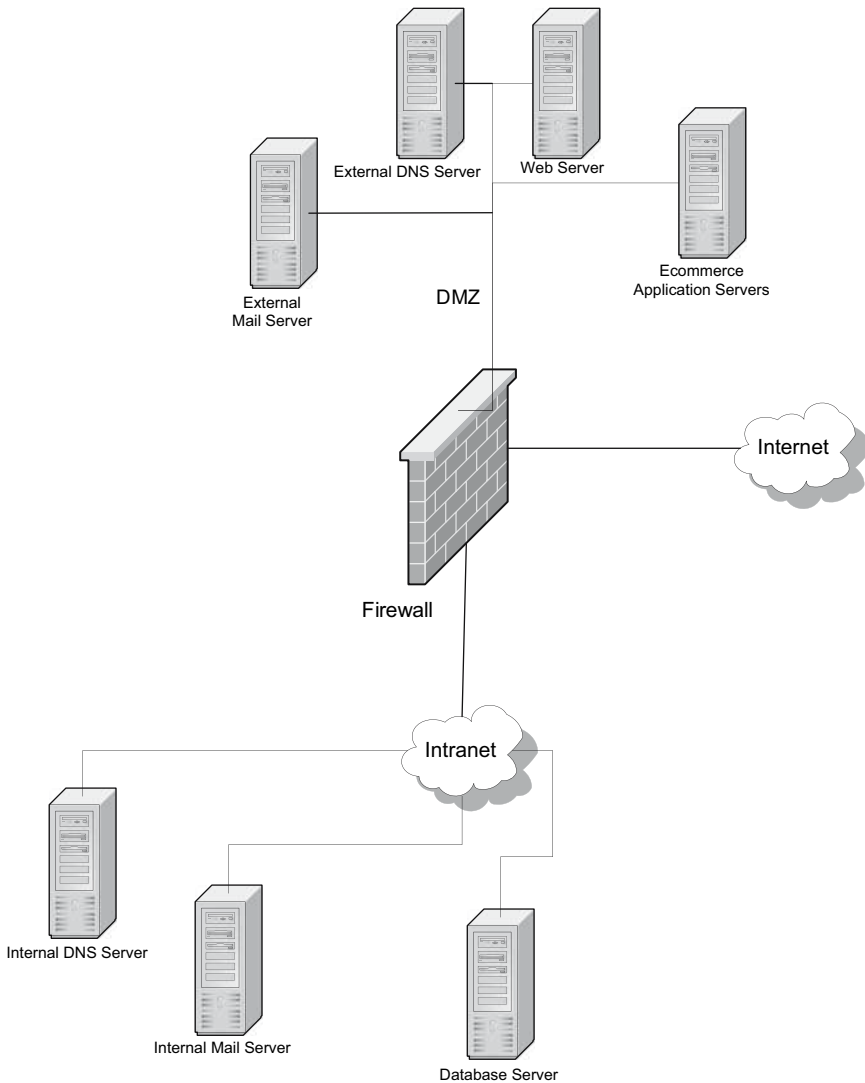 External DNS Server
Web Server
External
Mail Server
Ecommerce
Application Servers
DMZ
Internet
Firewall
Intranet
Internal DNS Server
Internal Mail Server
Database Server